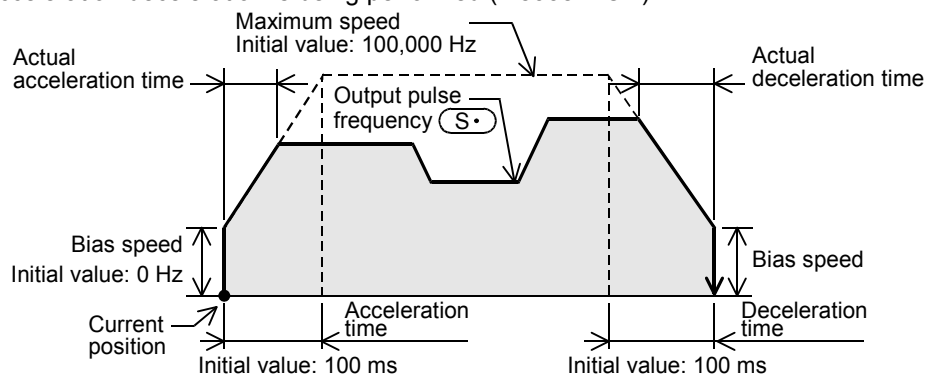 Maximum speed
Initial value: 100,000 Hz
Actual
acceleration time
Actual
deceleration time
Output pulse
frequency S•
Bias speed
Initial value: 0 Hz
Bias speed
Current
position
Acceleration
time
Deceleration
time
Initial value: 100 ms
Initial value: 100 ms